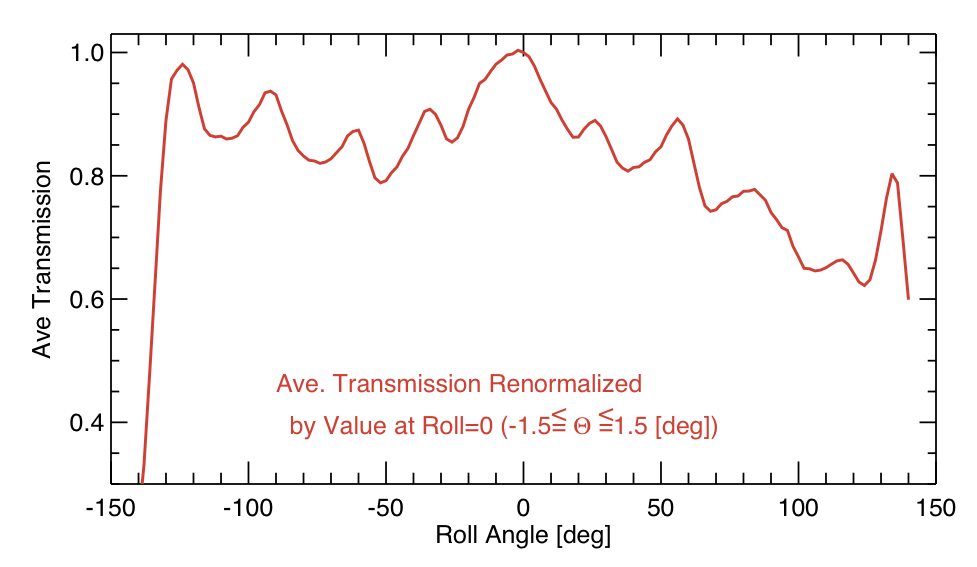 1.0
0.8
0.6
0.4
Ave Transmission
Ave. Transmission Renormalized
by Value at Roll=0 (-1.5≦ Θ ≦1.5 [deg])
-150 -100 -50 0 50 100 150
Roll Angle [deg]